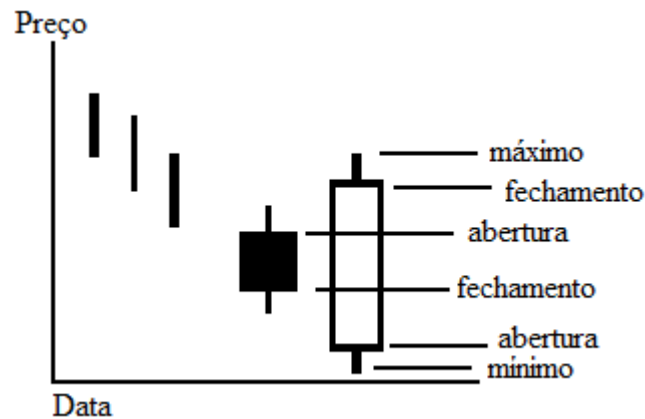 Preço
máximo
fechamento
abertura
fechamento
abertura
mínimo
Data